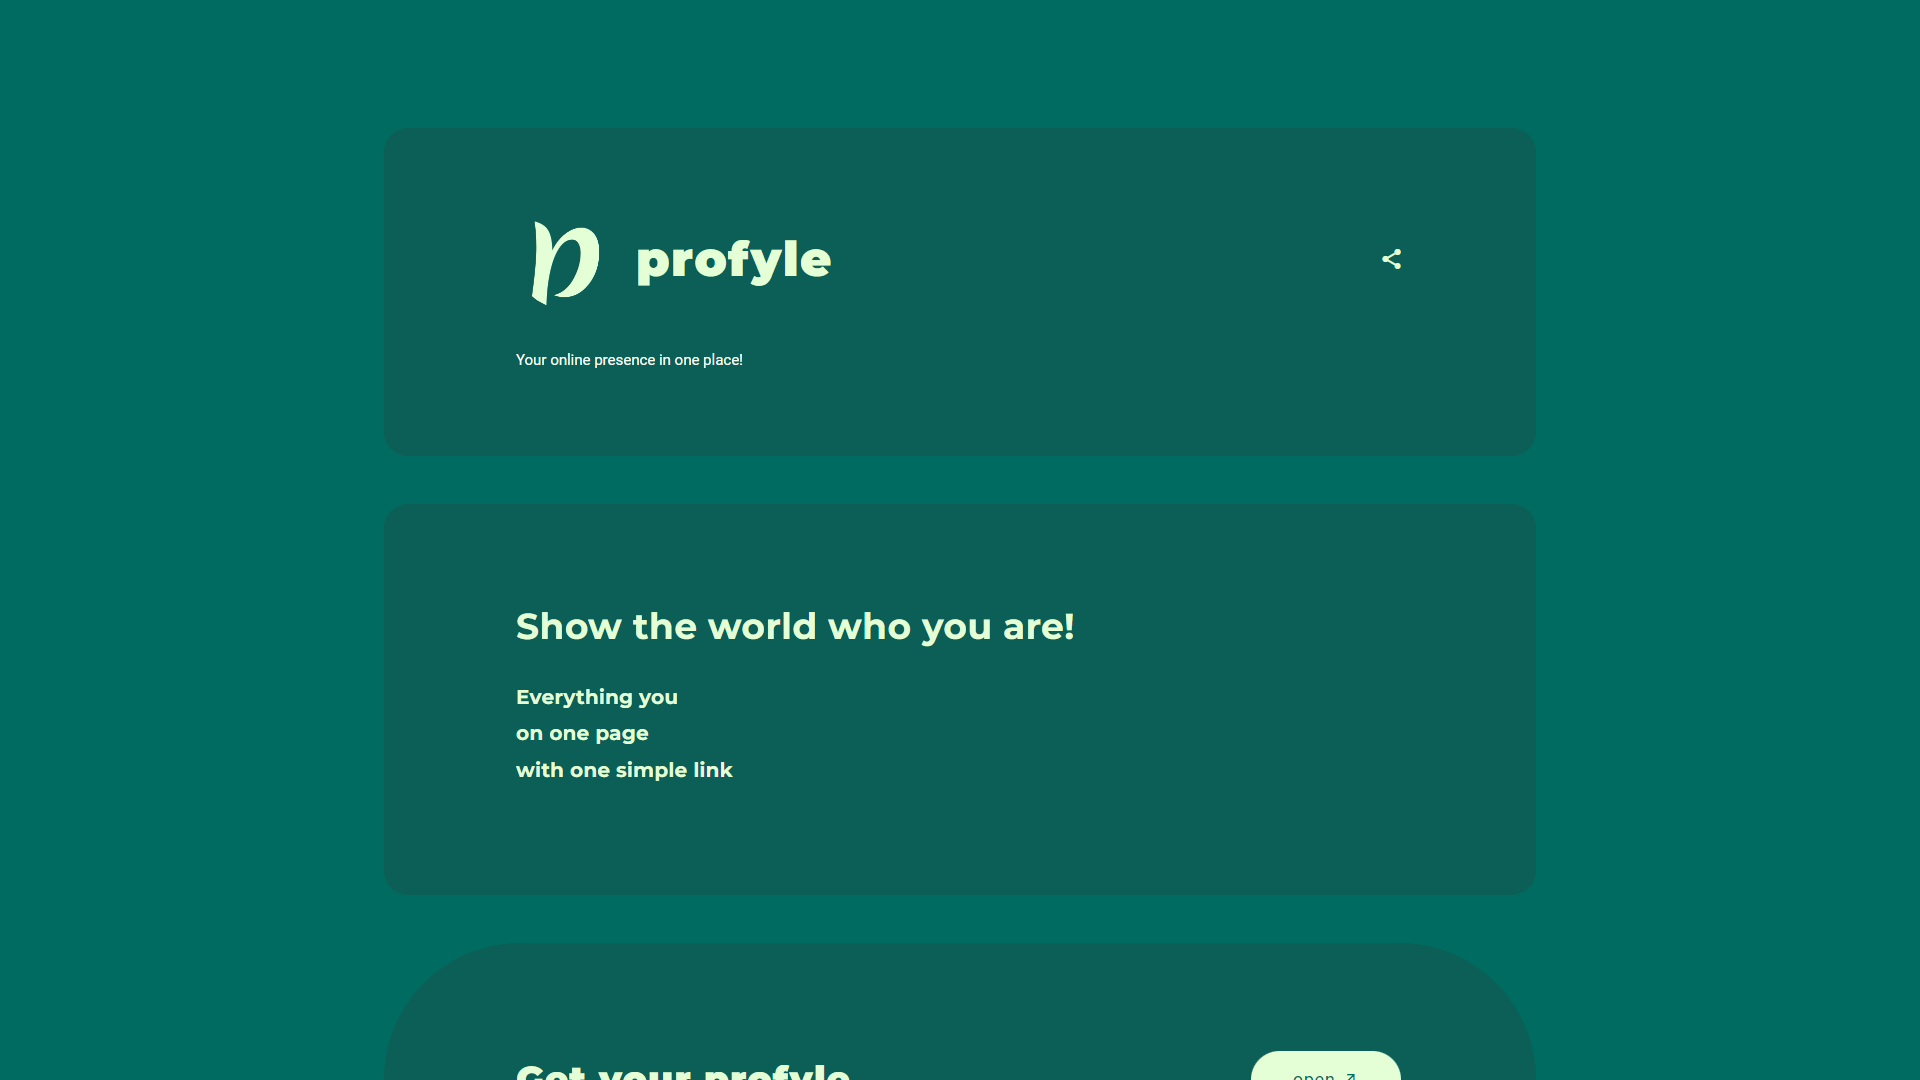 profyle
Your online presence in one place!
Show the world who you are!
Everything you
on one page
with one simple link
Get your profyle
open